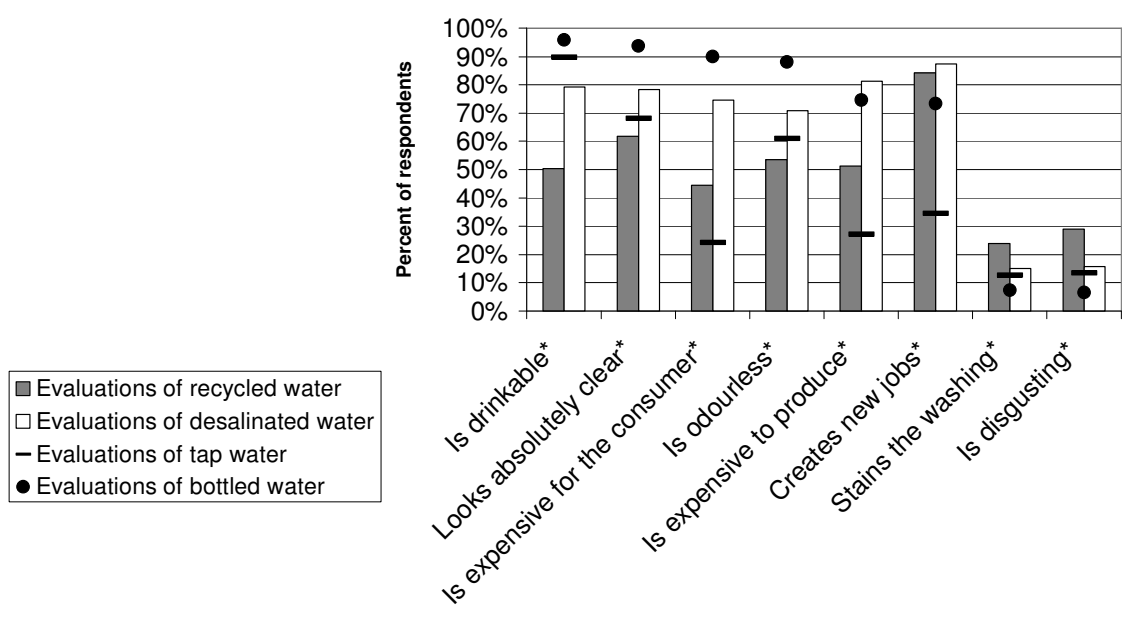 100%
90%
80%
70%
60%
50%
40%
30%
20%
10%
0%
Percent of respondents
Is drinkable*
Looks absolutely clear*
Is expensive for the consumer*
Is odourless*
Is expensive to produce*
Creates new jobs*
Stains the washing*
Is disgusting*
Evaluations of recycled water
Evaluations of desalinated water
Evaluations of tap water
Evaluations of bottled water